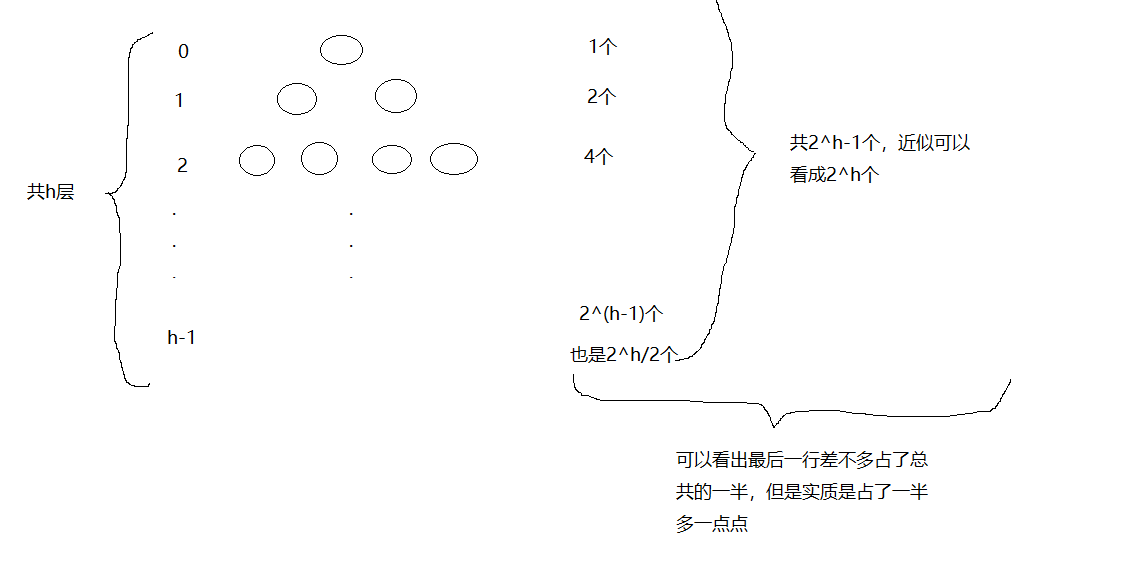 0
1个
1
2个
共2^h-1个，近似可以
看成2^h个
2
4个
共h层
.
.
.
.
.
.
2^(h-1)个
h-1
也是2^h/2个
可以看出最后一行差不多占了总
共的一半，但是实质是占了一半
多一点点